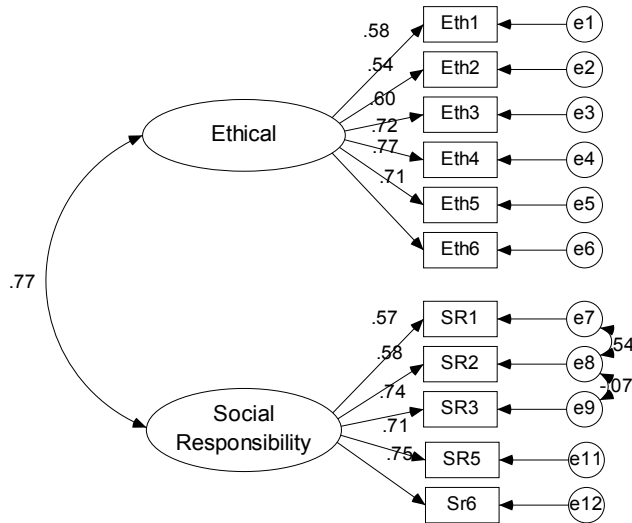 .58
Eth1
e1
.54
Eth2
e2
.60
Eth3
e3
.72
Eth4
e4
.77
Eth5
e5
.71
Eth6
e6
Ethical
.77
.57
SR1
e7
.54
.58
SR2
e8
-.07
.74
SR3
e9
.71
SR5
e11
.75
Sr6
e12
Social
Responsibility